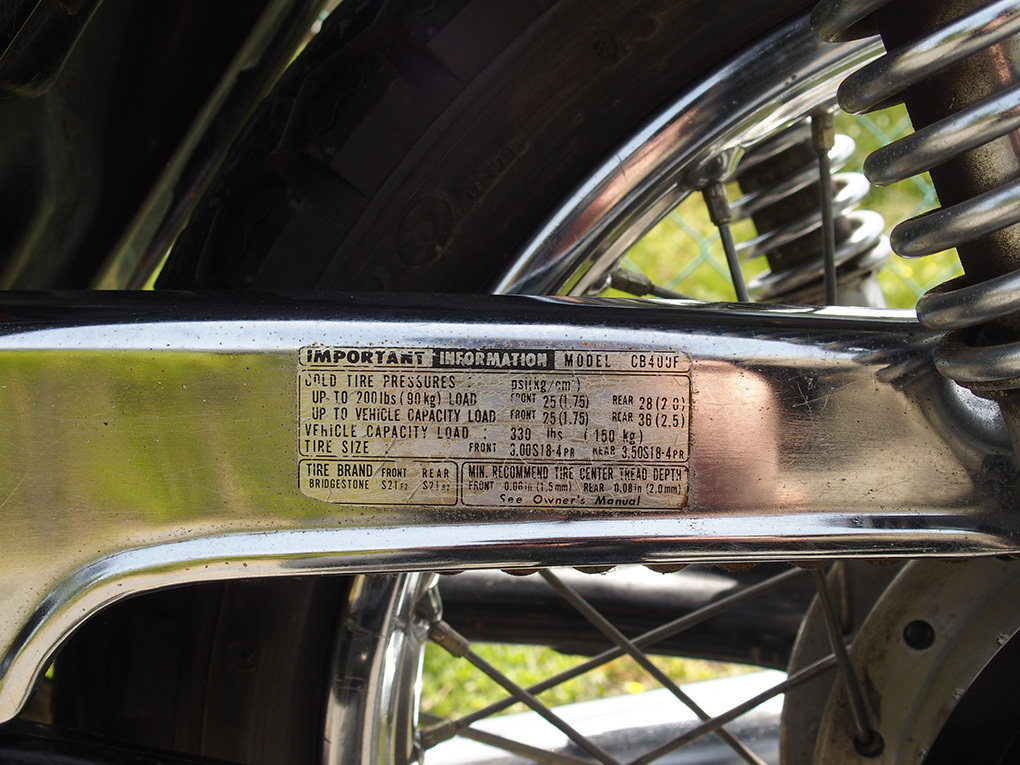 IMPORTANT INFORMATION MODEL CB400F
COLD TIRE PRESSURES : psi(kg/cm²)
UP TO 200lbs (90kg) LOAD FRONT 25(1.75) REAR 28(2.0)
UP TO VEHICLE CAPACITY LOAD FRONT 25(1.75) REAR 36(2.5)
VEHICLE CAPACITY LOAD : 330 lbs (150 kg)
TIRE SIZE FRONT 3.00S18-4PR REAR 3.50S18-4PR
TIRE BRAND FRONT REAR
BRIDGESTONE
MIN. RECOMMEND TIRE CENTER TREAD DEPTH
FRONT 0.06in (1.5mm) REAR 0.08in (2.0mm)
See Owner's Manual